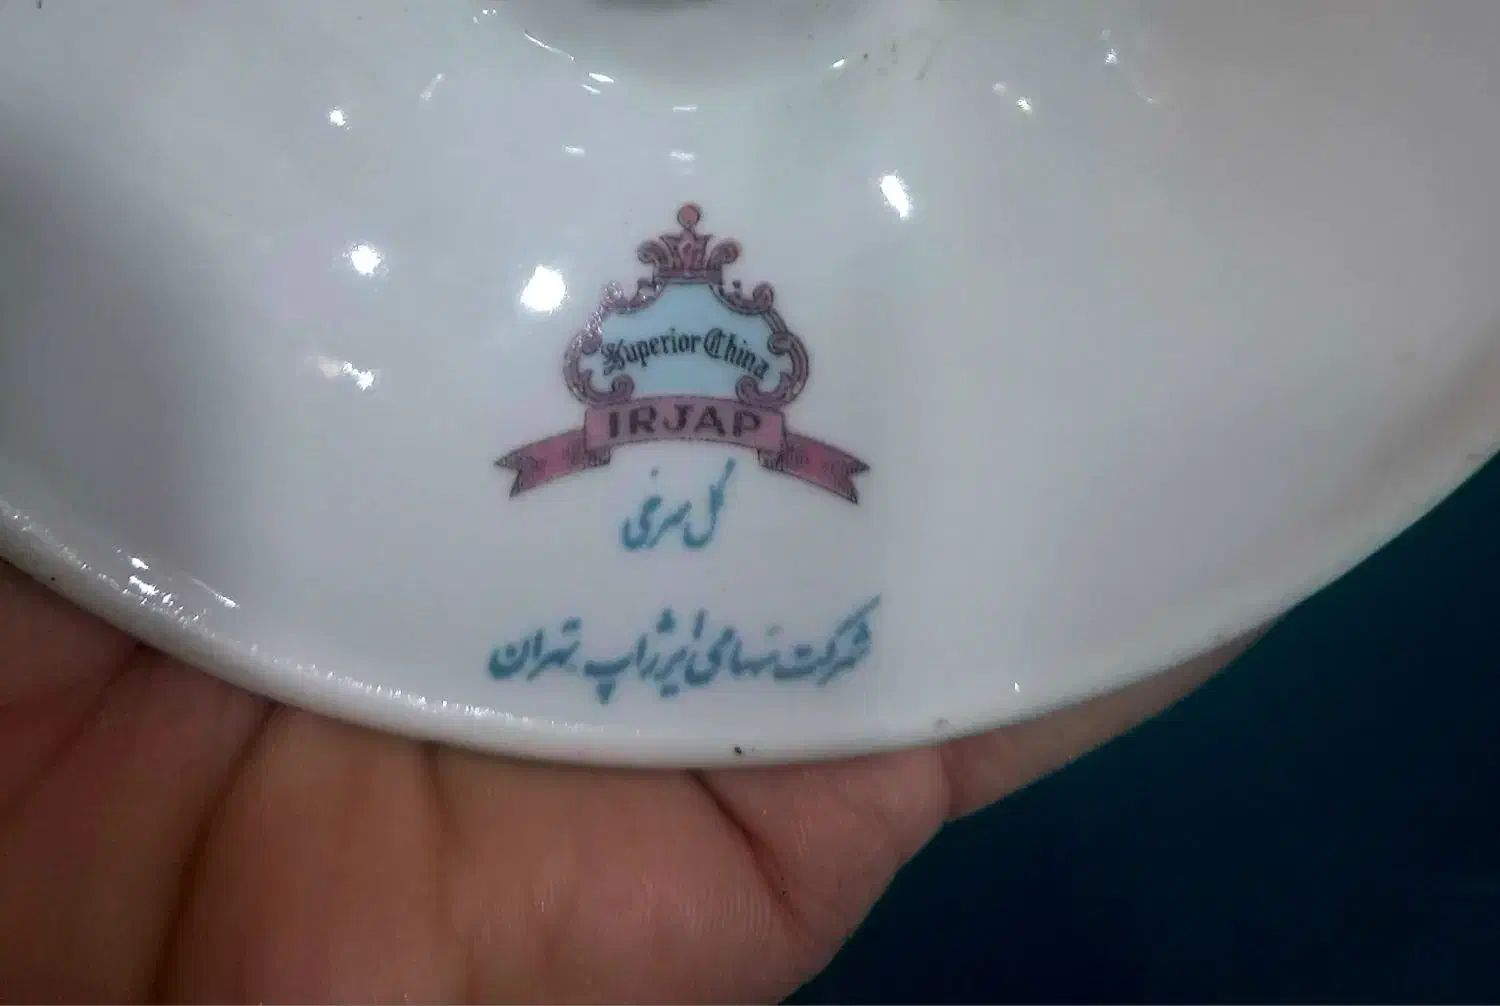 Superior China
IRJAP
گل سرخی
شرکت سهامی ایرژاپ تهران